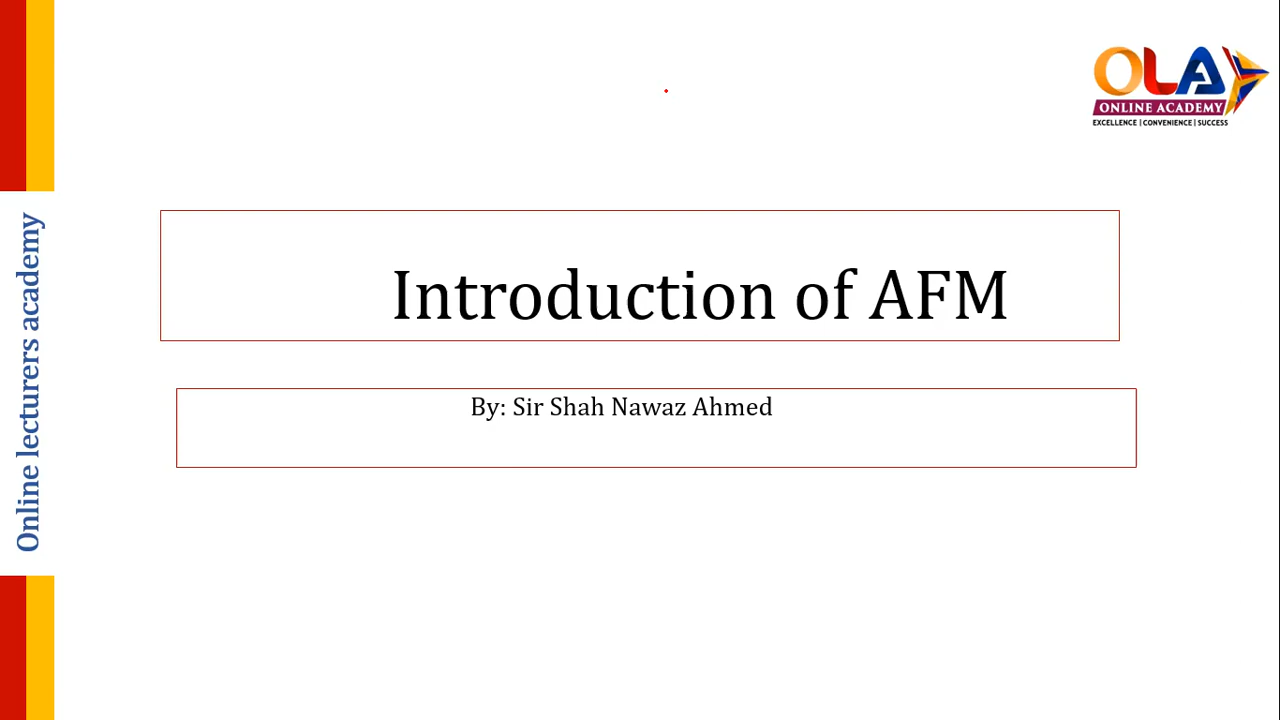 OLA
ONLINE ACADEMY
EXCELLENCE | CONVENIENCE | SUCCESS
Introduction of AFM
By: Sir Shah Nawaz Ahmed
Online lecturers academy